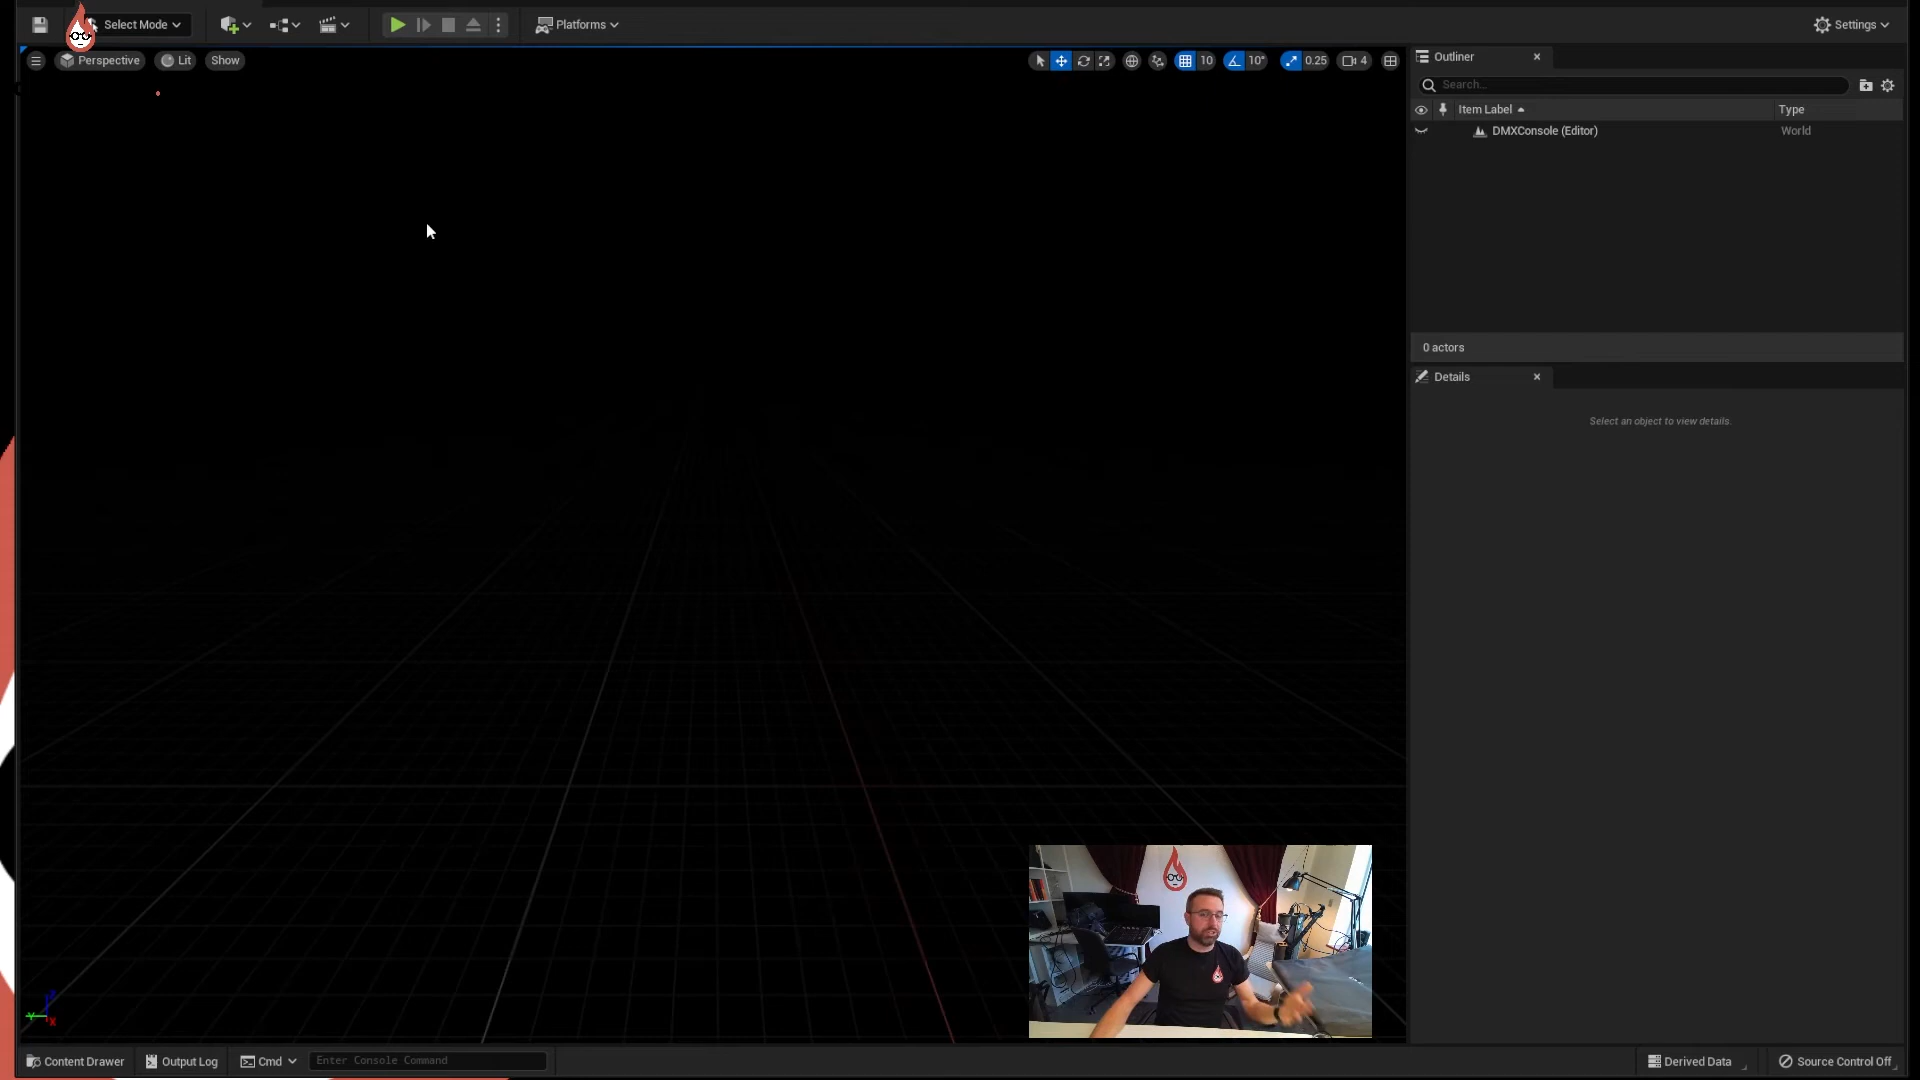 Select Mode
Platforms
Settings
Perspective
Lit
Show
10
10°
0.25
4
Outliner
Search...
Item Label
Type
DMXConsole (Editor)
World
0 actors
Details
Select an object to view details.
Z
Y
X
Content Drawer
Output Log
Cmd
Enter Console Command
Derived Data
Source Control Off